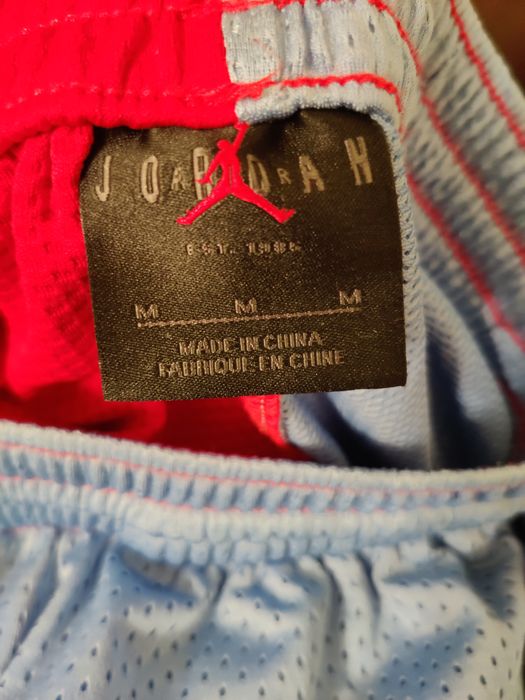 JORDAN
EST. 1985
M M M
MADE IN CHINA
FABRIQUE EN CHINE